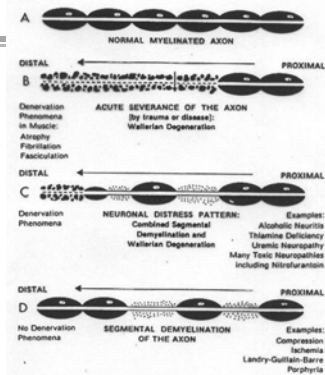 A
NORMAL MYELINATED AXON
DISTAL PROXIMAL
B
Denervation
Phenomena
in Muscle:
Atrophy
Fibrillation
Fasciculation
ACUTE SEVERANCE OF THE AXON
[by trauma or disease]:
Wallerian Degeneration
DISTAL PROXIMAL
C
Denervation
Phenomena
NEURONAL DISTRESS PATTERN:
Combined Segmental
Demyelination and
Wallerian Degeneration
Examples:
Alcoholic Neuritis
Thiamine Deficiency
Uremic Neuropathy
Many Toxic Neuropathies
including Nitrofurantoin
DISTAL PROXIMAL
D
No Denervation
Phenomena
SEGMENTAL DEMYELINATION
OF THE AXON
Examples:
Compression
Ischemia
Landry-Guillain-Barre
Porphyria